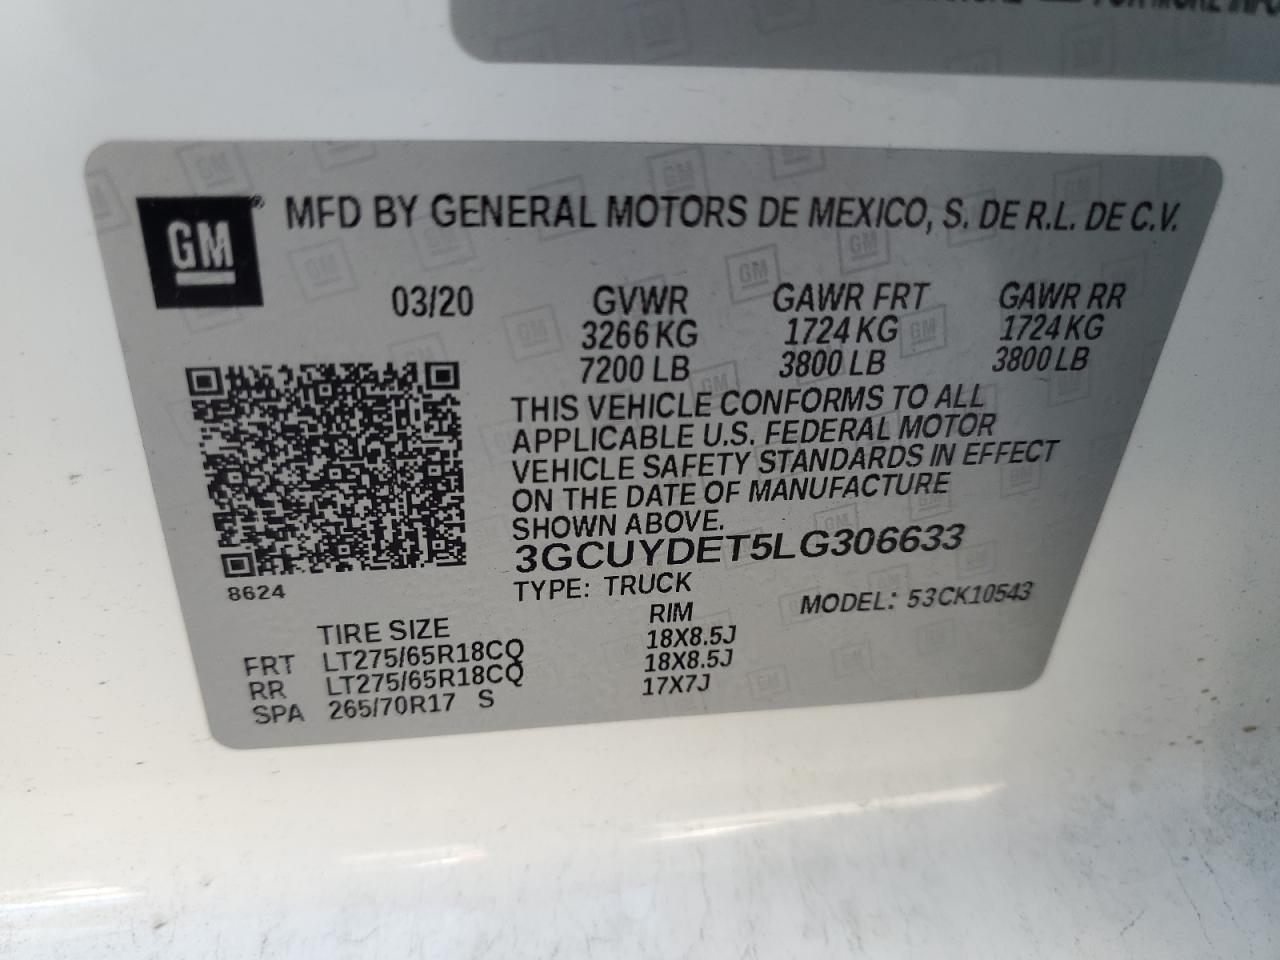 FOR MORE INFO
GM
® MFD BY GENERAL MOTORS DE MEXICO, S. DE R.L. DE C.V.
03/20 GVWR GAWR FRT GAWR RR
3266 KG 1724 KG 1724 KG
7200 LB 3800 LB 3800 LB
THIS VEHICLE CONFORMS TO ALL
APPLICABLE U.S. FEDERAL MOTOR
VEHICLE SAFETY STANDARDS IN EFFECT
ON THE DATE OF MANUFACTURE
SHOWN ABOVE.
3GCUYDET5LG306633
8624
TYPE: TRUCK MODEL: 53CK10543
TIRE SIZE RIM
FRT LT275/65R18CQ 18X8.5J
RR LT275/65R18CQ 18X8.5J
SPA 265/70R17 S 17X7J